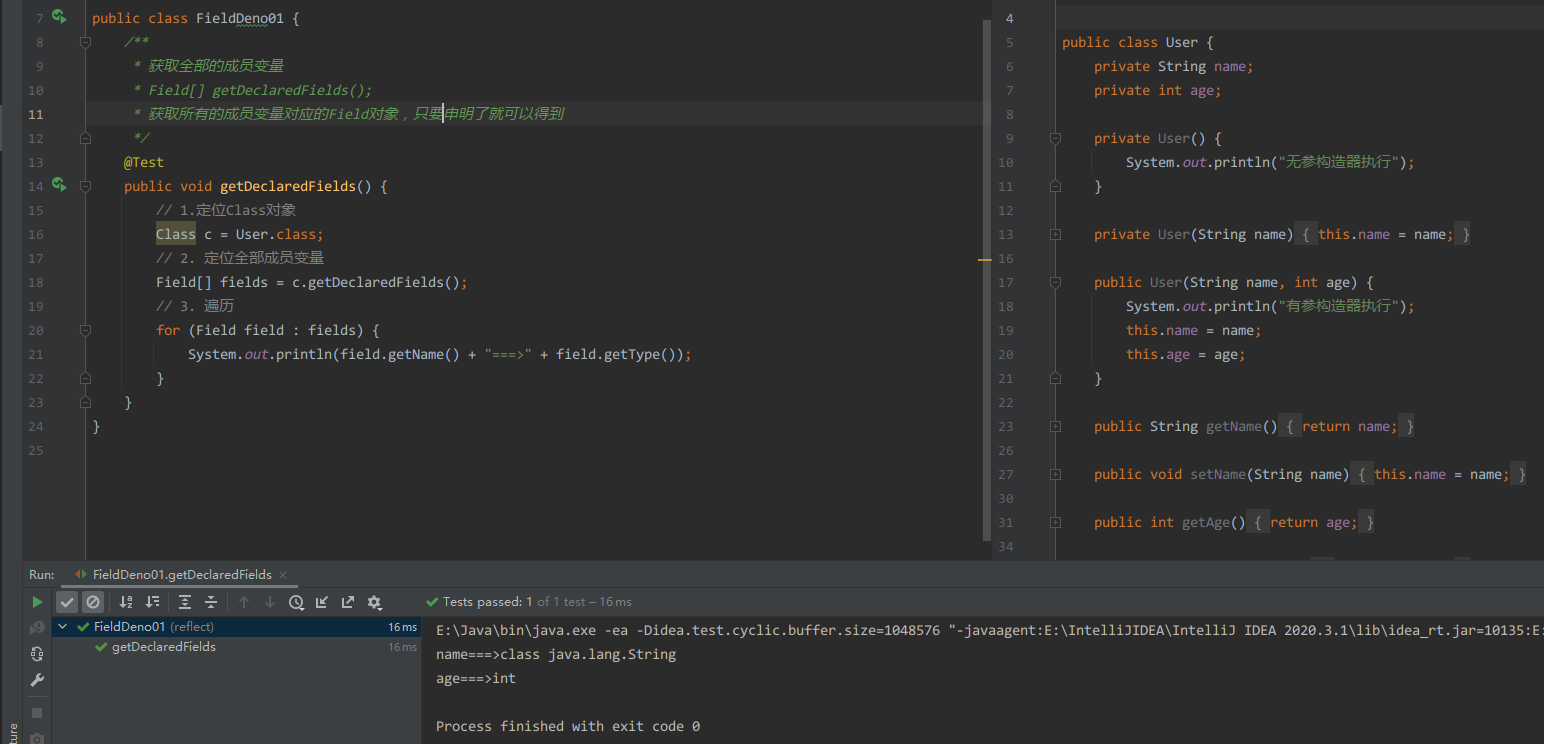 7 public class FieldDeno01 {
8 /**
9 * 获取全部的成员变量
10 * Field[] getDeclaredFields();
11 * 获取所有的成员变量对应的Field对象，只要申明了就可以得到
12 */
13 @Test
14 public void getDeclaredFields() {
15 // 1.定位Class对象
16 Class c = User.class;
17 // 2. 定位全部成员变量
18 Field[] fields = c.getDeclaredFields();
19 // 3. 遍历
20 for (Field field : fields) {
21 System.out.println(field.getName() + "===>" + field.getType());
22 }
23 }
24 }
25
4
5 public class User {
6 private String name;
7 private int age;
8
9 private User() {
10 System.out.println("无参构造器执行");
11 }
12
13 private User(String name) { this.name = name; }
16
17 public User(String name, int age) {
18 System.out.println("有参构造器执行");
19 this.name = name;
20 this.age = age;
21 }
22
23 public String getName() { return name; }
26
27 public void setName(String name) { this.name = name; }
30
31 public int getAge() { return age; }
34
Run: FieldDeno01.getDeclaredFields
Tests passed: 1 of 1 test – 16 ms
FieldDeno01 (reflect) 16 ms
getDeclaredFields 16 ms
E:\Java\bin\java.exe -ea -Didea.test.cyclic.buffer.size=1048576 "-javaagent:E:\IntelliJIDEA\IntelliJ IDEA 2020.3.1\lib\idea_rt.jar=10135:E:
name===>class java.lang.String
age===>int
Process finished with exit code 0